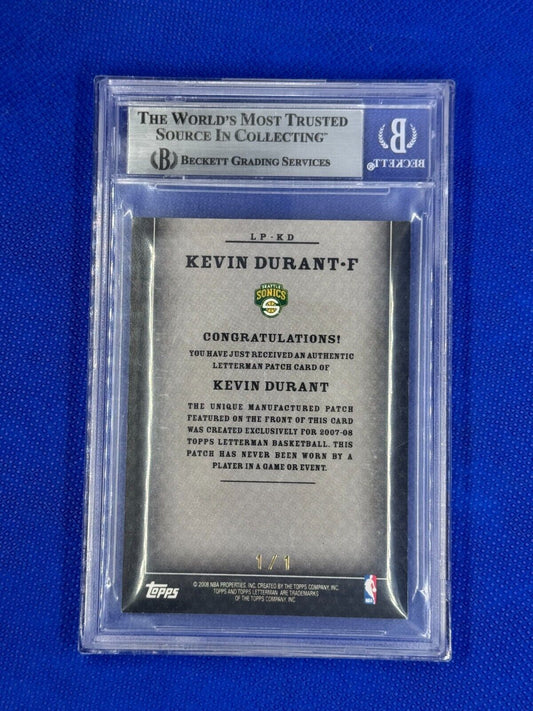 THE WORLD'S MOST TRUSTED
SOURCE IN COLLECTING™
B BECKETT GRADING SERVICES
B
BECKETT®
LP-KD
KEVIN DURANT•F
SEATTLE
SONICS
CONGRATULATIONS!
YOU HAVE JUST RECEIVED AN AUTHENTIC
LETTERMAN PATCH CARD OF
KEVIN DURANT
THE UNIQUE MANUFACTURED PATCH
FEATURED ON THE FRONT OF THIS CARD
WAS CREATED EXCLUSIVELY FOR 2007-08
TOPPS LETTERMAN BASKETBALL. THIS
PATCH HAS NEVER BEEN WORN BY A
PLAYER IN A GAME OR EVENT.
1/1
© 2008 NBA PROPERTIES, INC. CREATED BY THE TOPPS COMPANY, INC.
TOPPS AND TOPPS LETTERMAN ARE TRADEMARKS
OF THE TOPPS COMPANY, INC
Topps
NBA